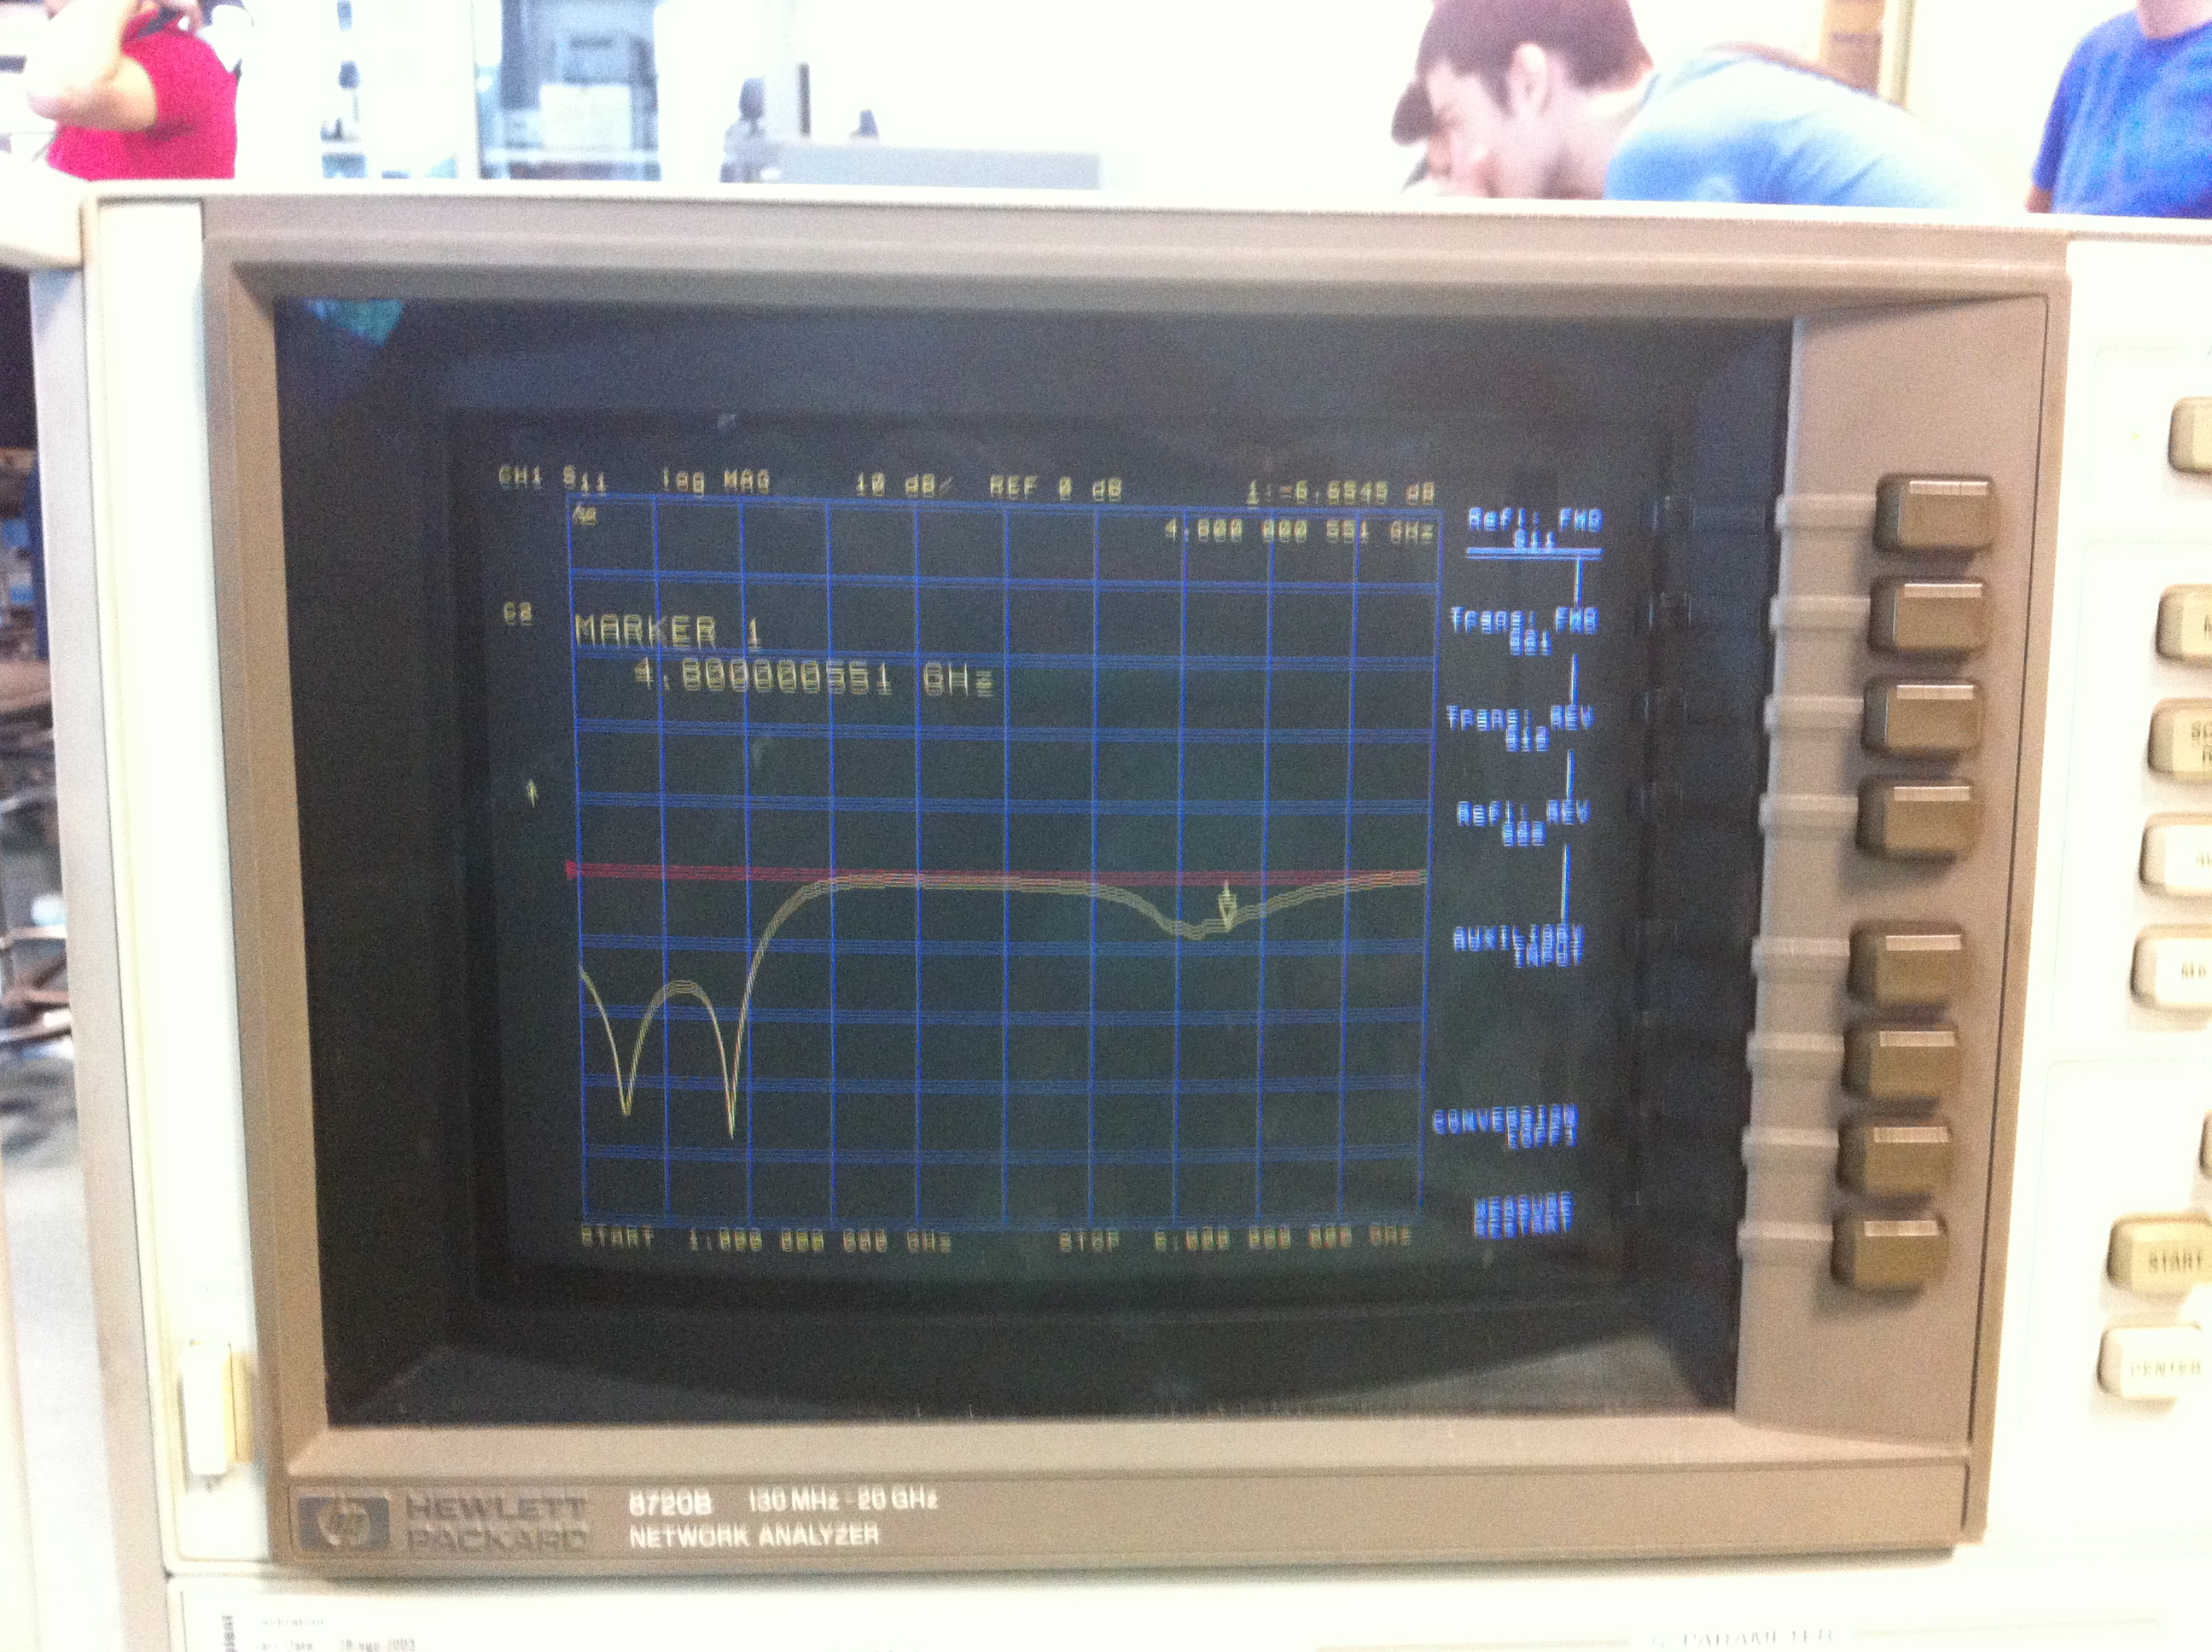 CH1 S11 log MAG 10 dB/ REF 0 dB 1:-6.6545 dB
4.800 000 551 GHz
C2
MARKER 1
4.800000551 GHz
Refl: FWD
S11
Trans: FWD
S21
Trans: REV
S12
Refl: REV
S22
AUXILIARY
INPUT
CONVERSION
[OFF]
MEASURE
RESTART
START 1.000 000 000 GHz STOP 6.000 000 000 GHz
START
CENTER
hp HEWLETT
PACKARD
8720B 130 MHz - 20 GHz
NETWORK ANALYZER
PARAMETER